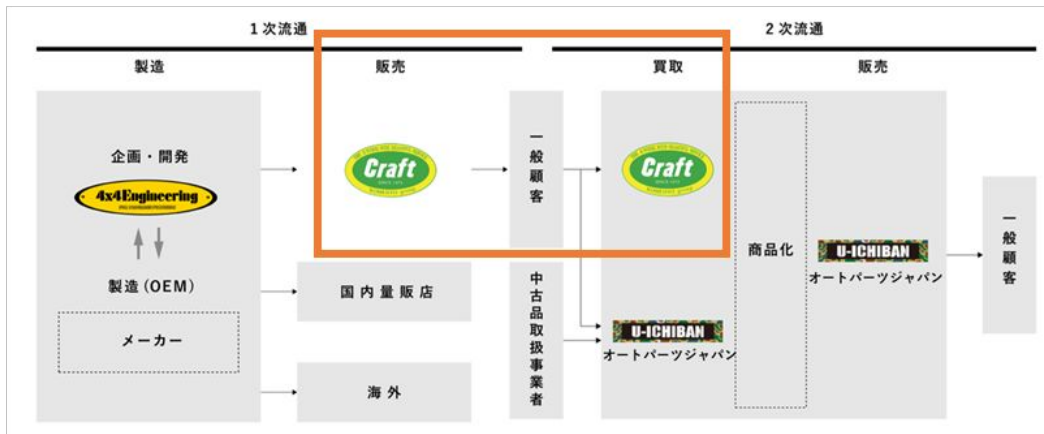 1次流通
2次流通
製造
販売
買取
販売
企画・開発
4x4Engineering
製造(OEM)
メーカー
Craft
国内量販店
海外
一般顧客
中古品取扱事業者
Craft
U-ICHIBAN
オートパーツジャパン
商品化
U-ICHIBAN
オートパーツジャパン
一般顧客